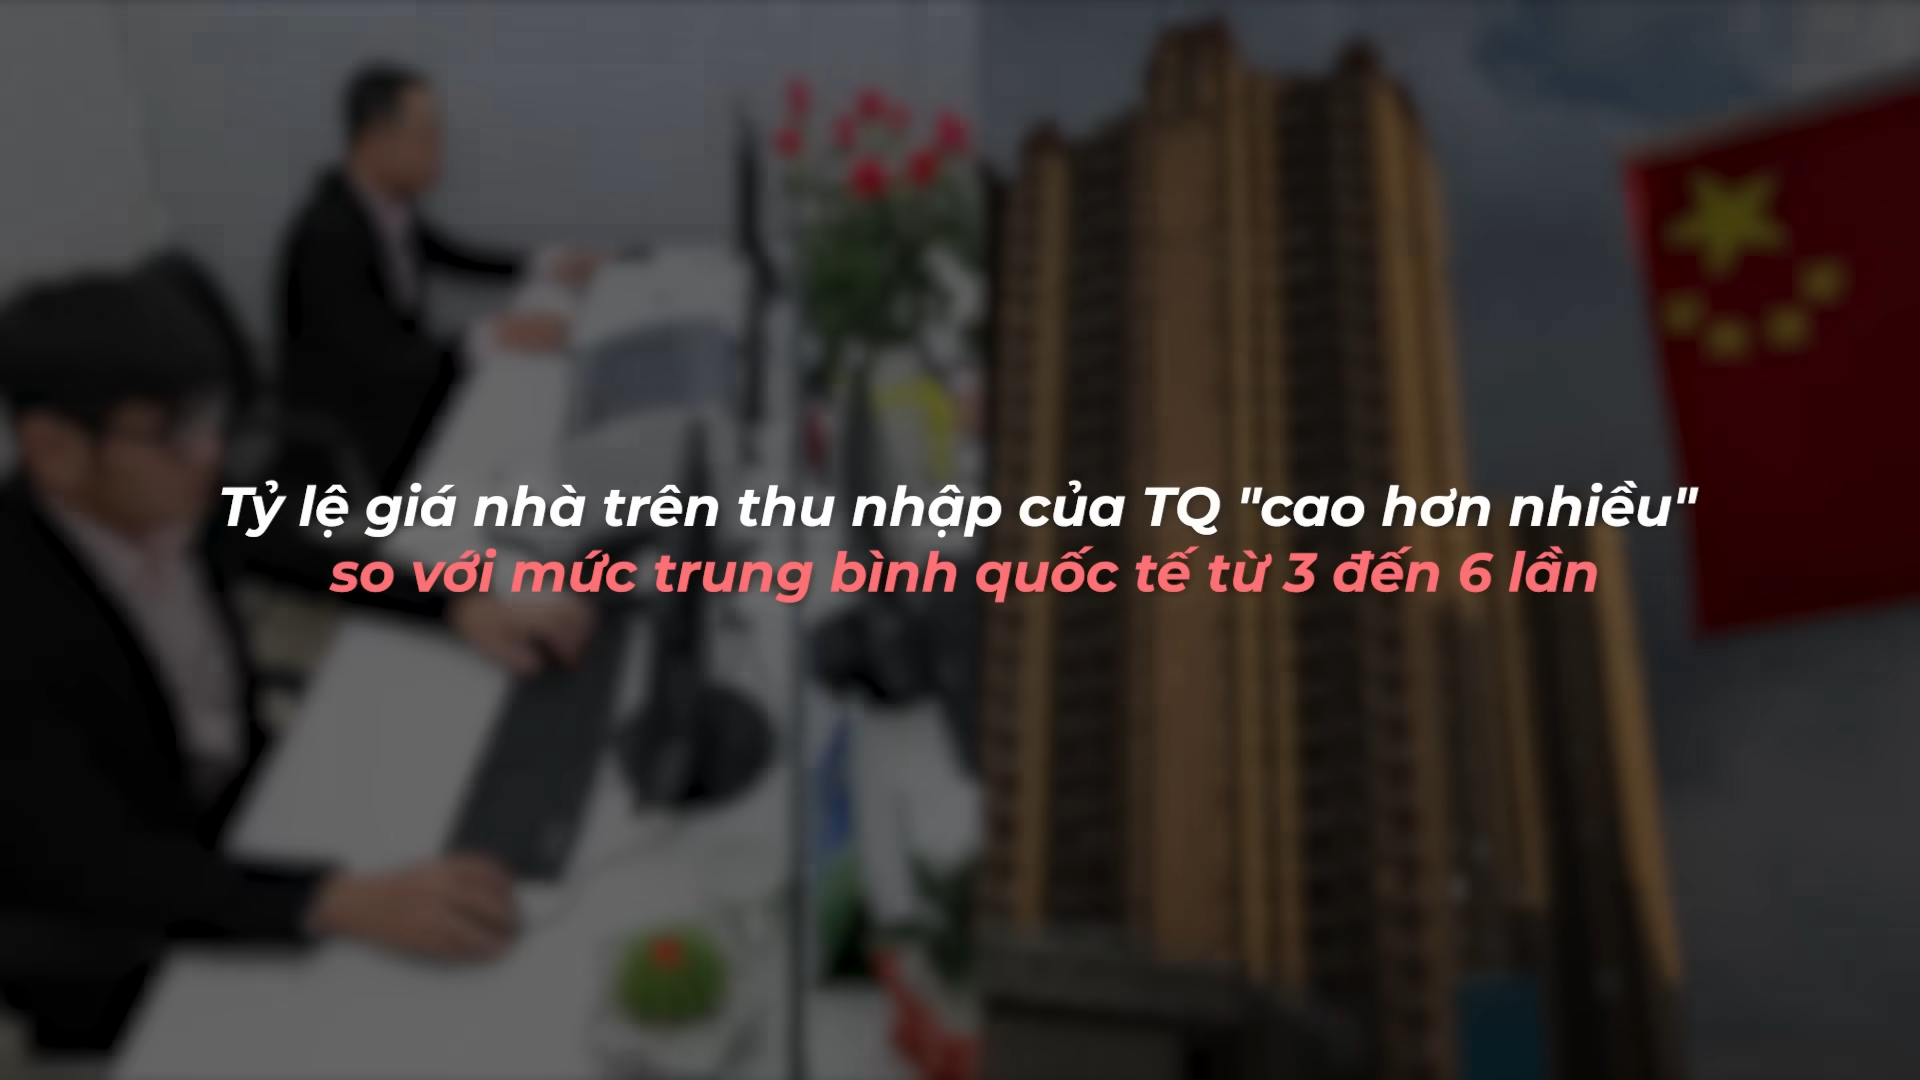 Tỷ lệ giá nhà trên thu nhập của TQ "cao hơn nhiều"
so với mức trung bình quốc tế từ 3 đến 6 lần